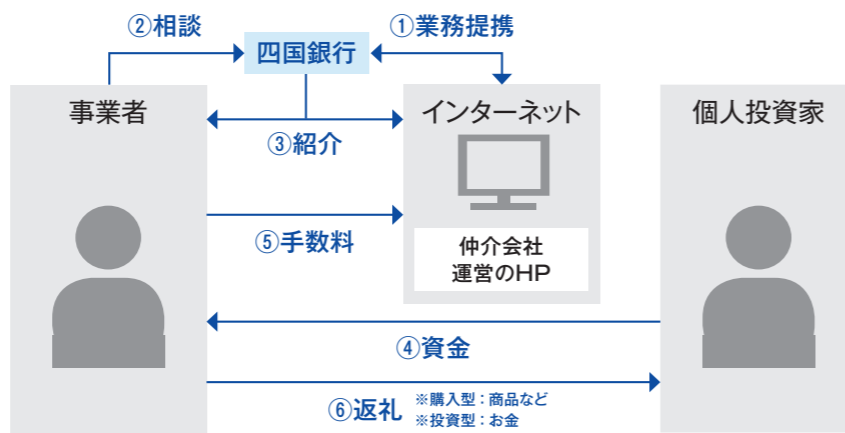 ②相談
①業務提携
四国銀行
事業者
インターネット
個人投資家
③紹介
⑤手数料
仲介会社
運営のHP
④資金
⑥返礼
※購入型：商品など
※投資型：お金